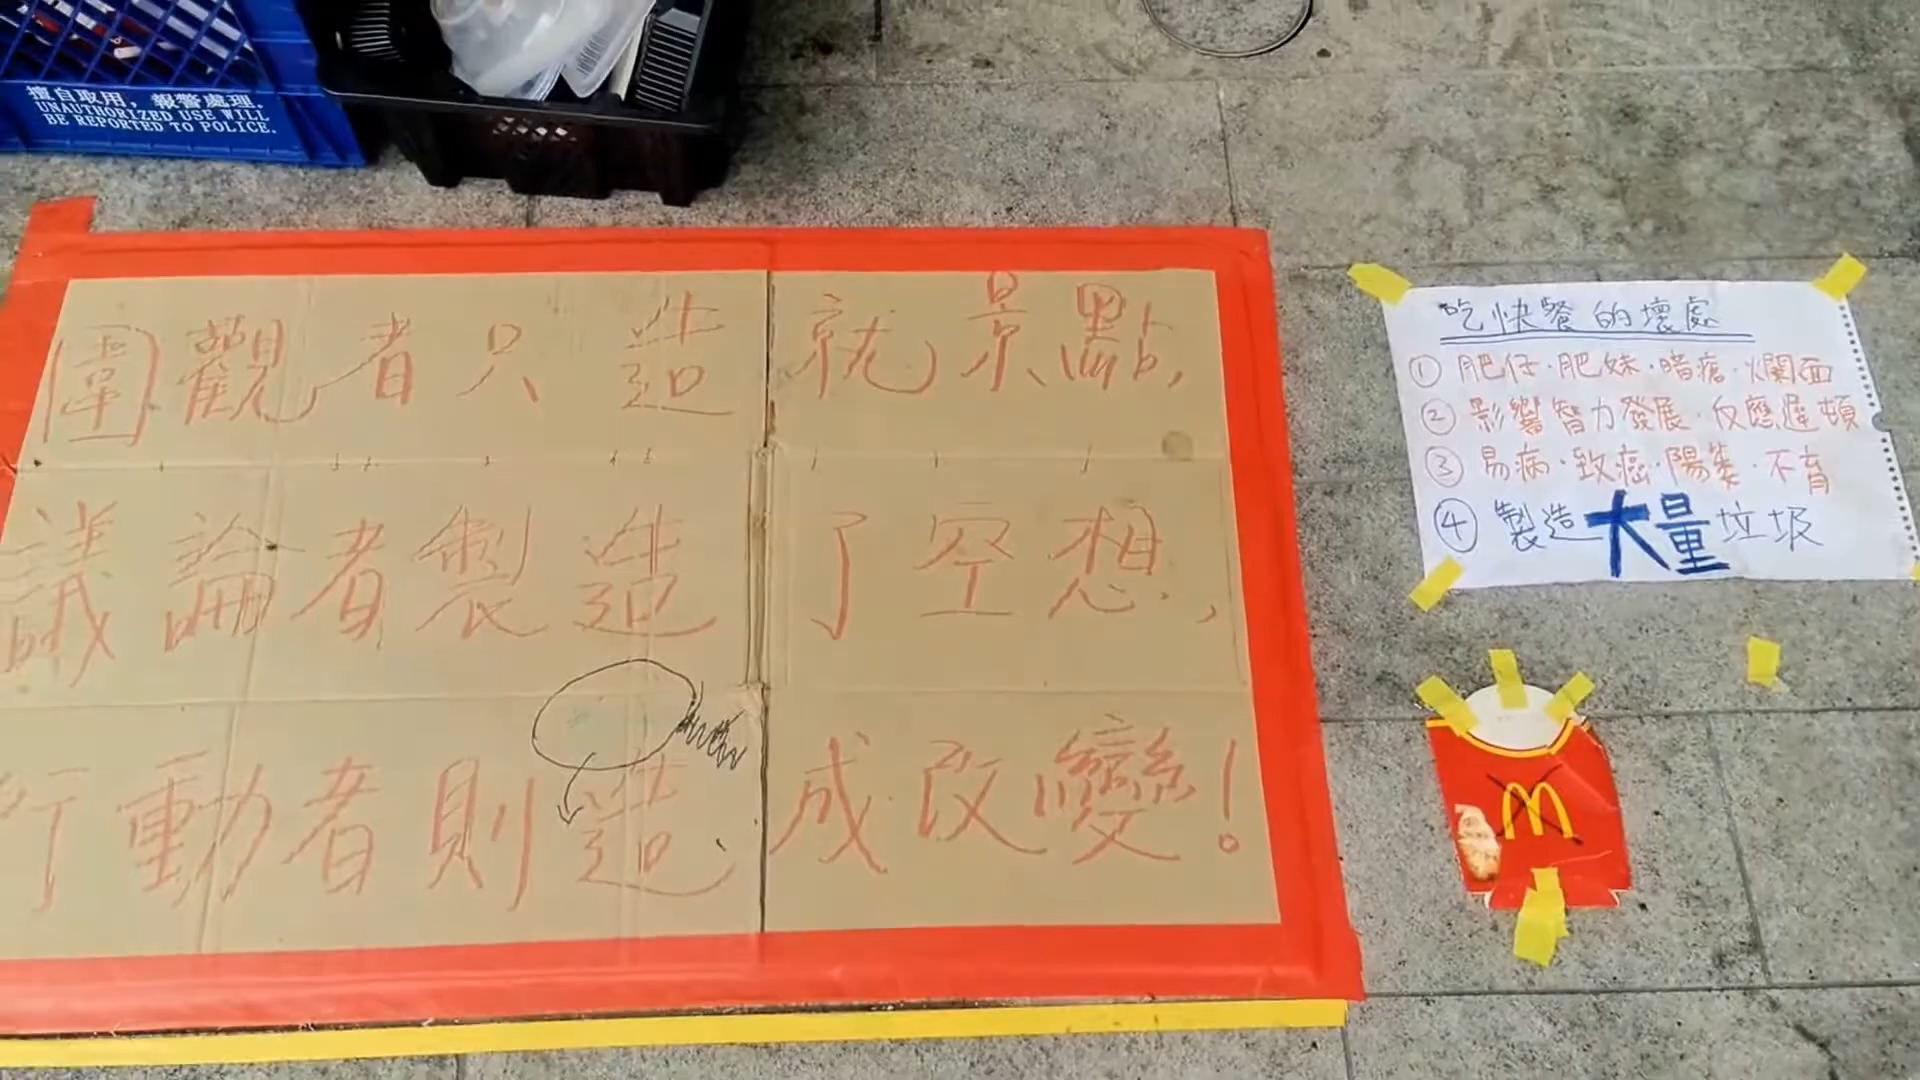 擅自取用，報警處理。
UNAUTHORIZED USE WILL
BE REPORTED TO POLICE.
圍觀者只造就景點，
議論者製造了空想，
行動者則造成改變！
吃快餐的壞處
① 肥仔·肥妹·暗瘡·爛面
② 影響智力發展·反應遲頓
③ 易病·致癌·陽萎·不育
④ 製造大量垃圾
M